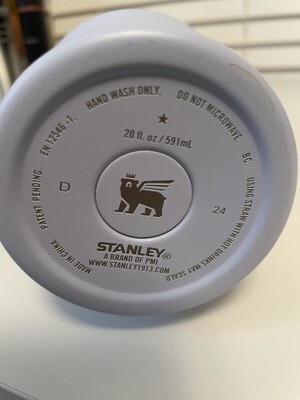 MADE IN CHINA. PATENT PENDING. EN 12546 -1. HAND WASH ONLY. DO NOT MICROWAVE. BC. USING STRAW WITH HOT DRINKS MAY SCALD.
20 fl. oz / 591mL
D
24
STANLEY®
A BRAND OF PMI
WWW.STANLEY1913.COM